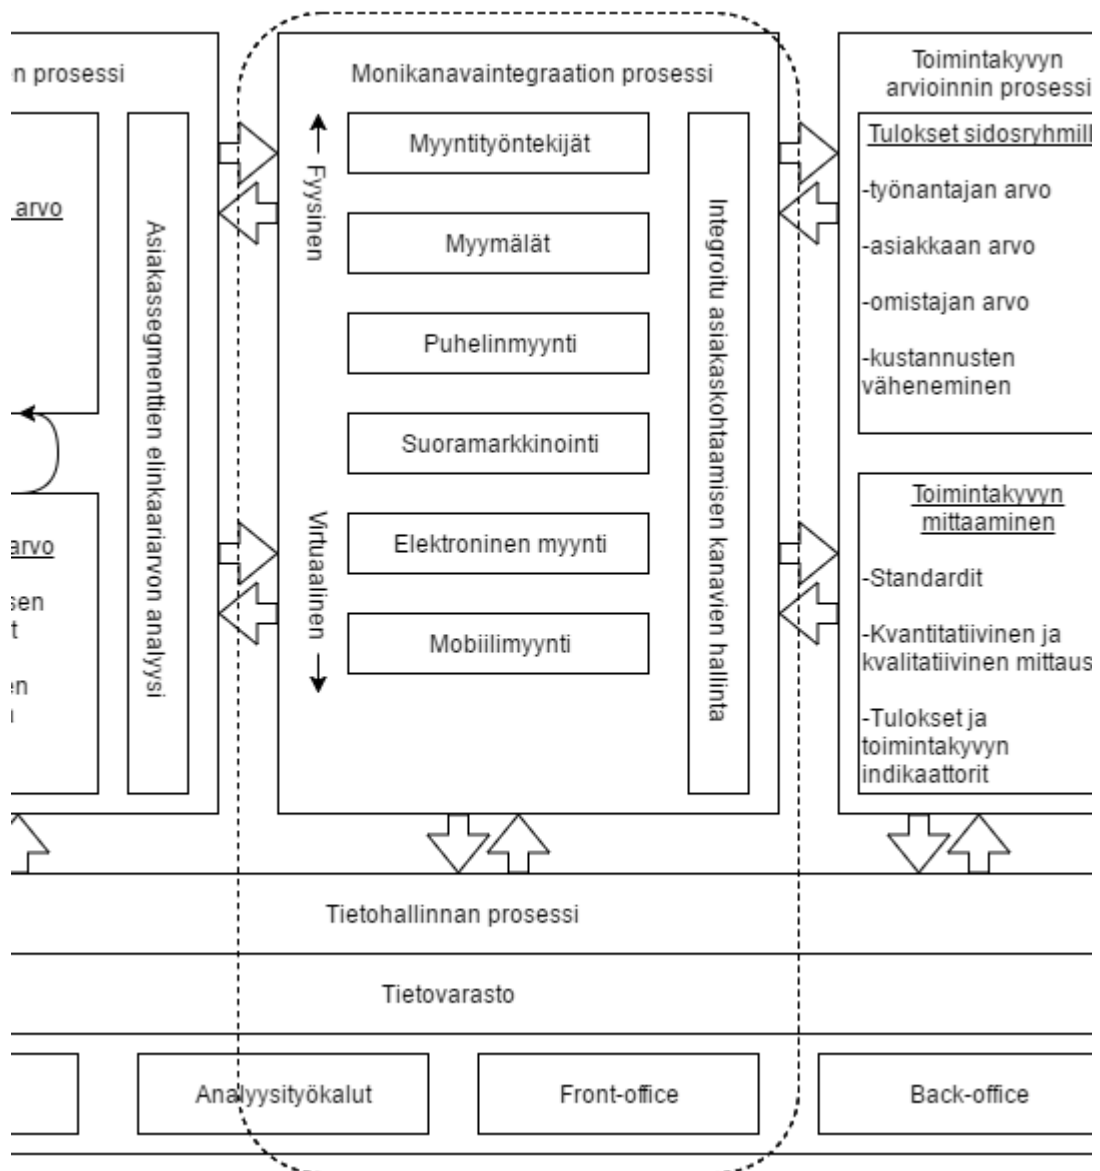 n prosessi
arvo
arvo
sen
t
en
Asiakassegmenttien elinkaariarvon analyysi
Monikanavaintegraation prosessi
Fyysinen
Virtuaalinen
Myyntityöntekijät
Myymälät
Puhelinmyynti
Suoramarkkinointi
Elektroninen myynti
Mobiilimyynti
Integroitu asiakaskohtaamisen kanavien hallinta
Toimintakyvyn
arvioinnin prosessi
Tulokset sidosryhmill
-työnantajan arvo
-asiakkaan arvo
-omistajan arvo
-kustannusten
väheneminen
Toimintakyvyn
mittaaminen
-Standardit
-Kvantitatiivinen ja
kvalitatiivinen mittaus
-Tulokset ja
toimintakyvyn
indikaattorit
Tietohallinnan prosessi
Tietovarasto
Analyysityökalut
Front-office
Back-office